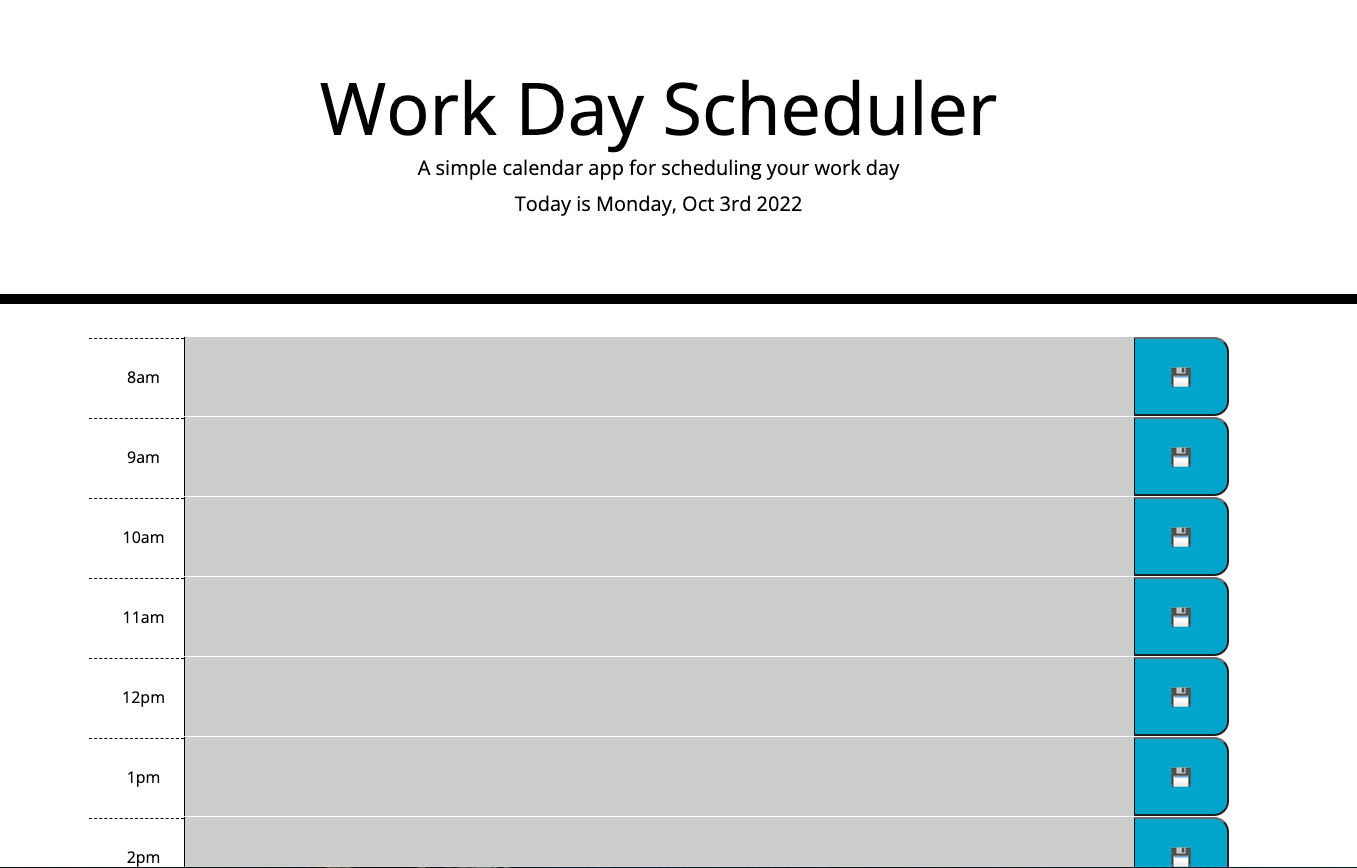 Work Day Scheduler
A simple calendar app for scheduling your work day
Today is Monday, Oct 3rd 2022
8am
9am
10am
11am
12pm
1pm
2pm